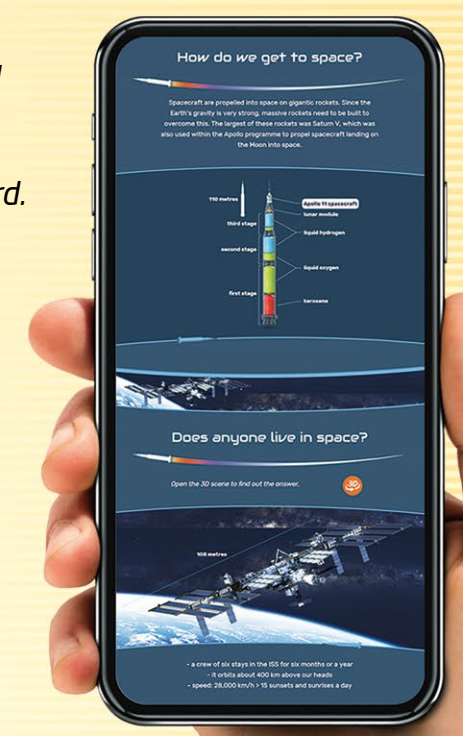 rd.
How do we get to space?
Spacecraft are propelled into space on gigantic rockets. Since the
Earth's gravity is very strong, massive rockets need to be built to
overcome this. The largest of these rockets was Saturn V, which was
also used within the Apollo programme to propel spacecraft landing on
the Moon into space.
110 metres
Apollo 11 spacecraft
lunar module
third stage
liquid hydrogen
second stage
liquid oxygen
first stage
kerosene
Does anyone live in space?
Open the 3D scene to find out the answer.
3D
108 metres
- a crew of six stays in the ISS for six months or a year
- it orbits about 400 km above our heads
- speed: 28,000 km/h > 15 sunsets and sunrises a day